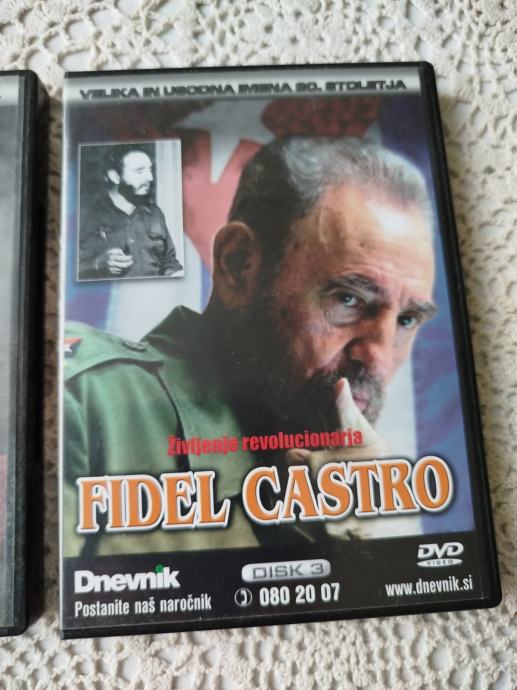 VELIKA IN USODNA IMENA 20. STOLETJA
Življenje revolucionarja
FIDEL CASTRO
Dnevnik
Postanite naš naročnik
DISK 3
080 20 07
DVD
VIDEO
www.dnevnik.si